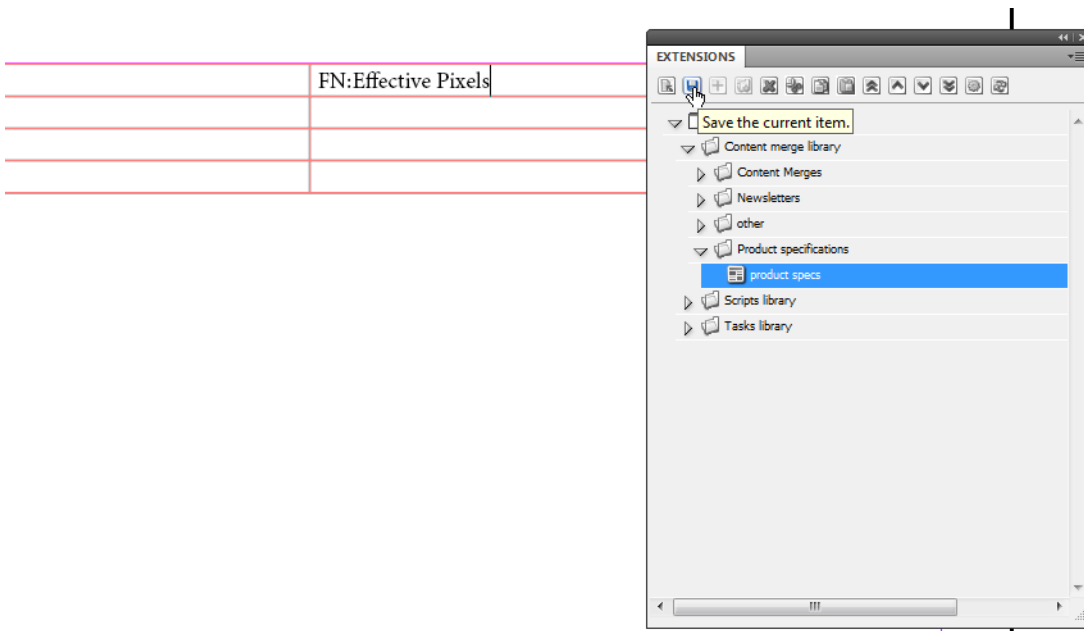 FN:Effective Pixels
EXTENSIONS
Save the current item.
Content merge library
Content Merges
Newsletters
other
Product specifications
product specs
Scripts library
Tasks library